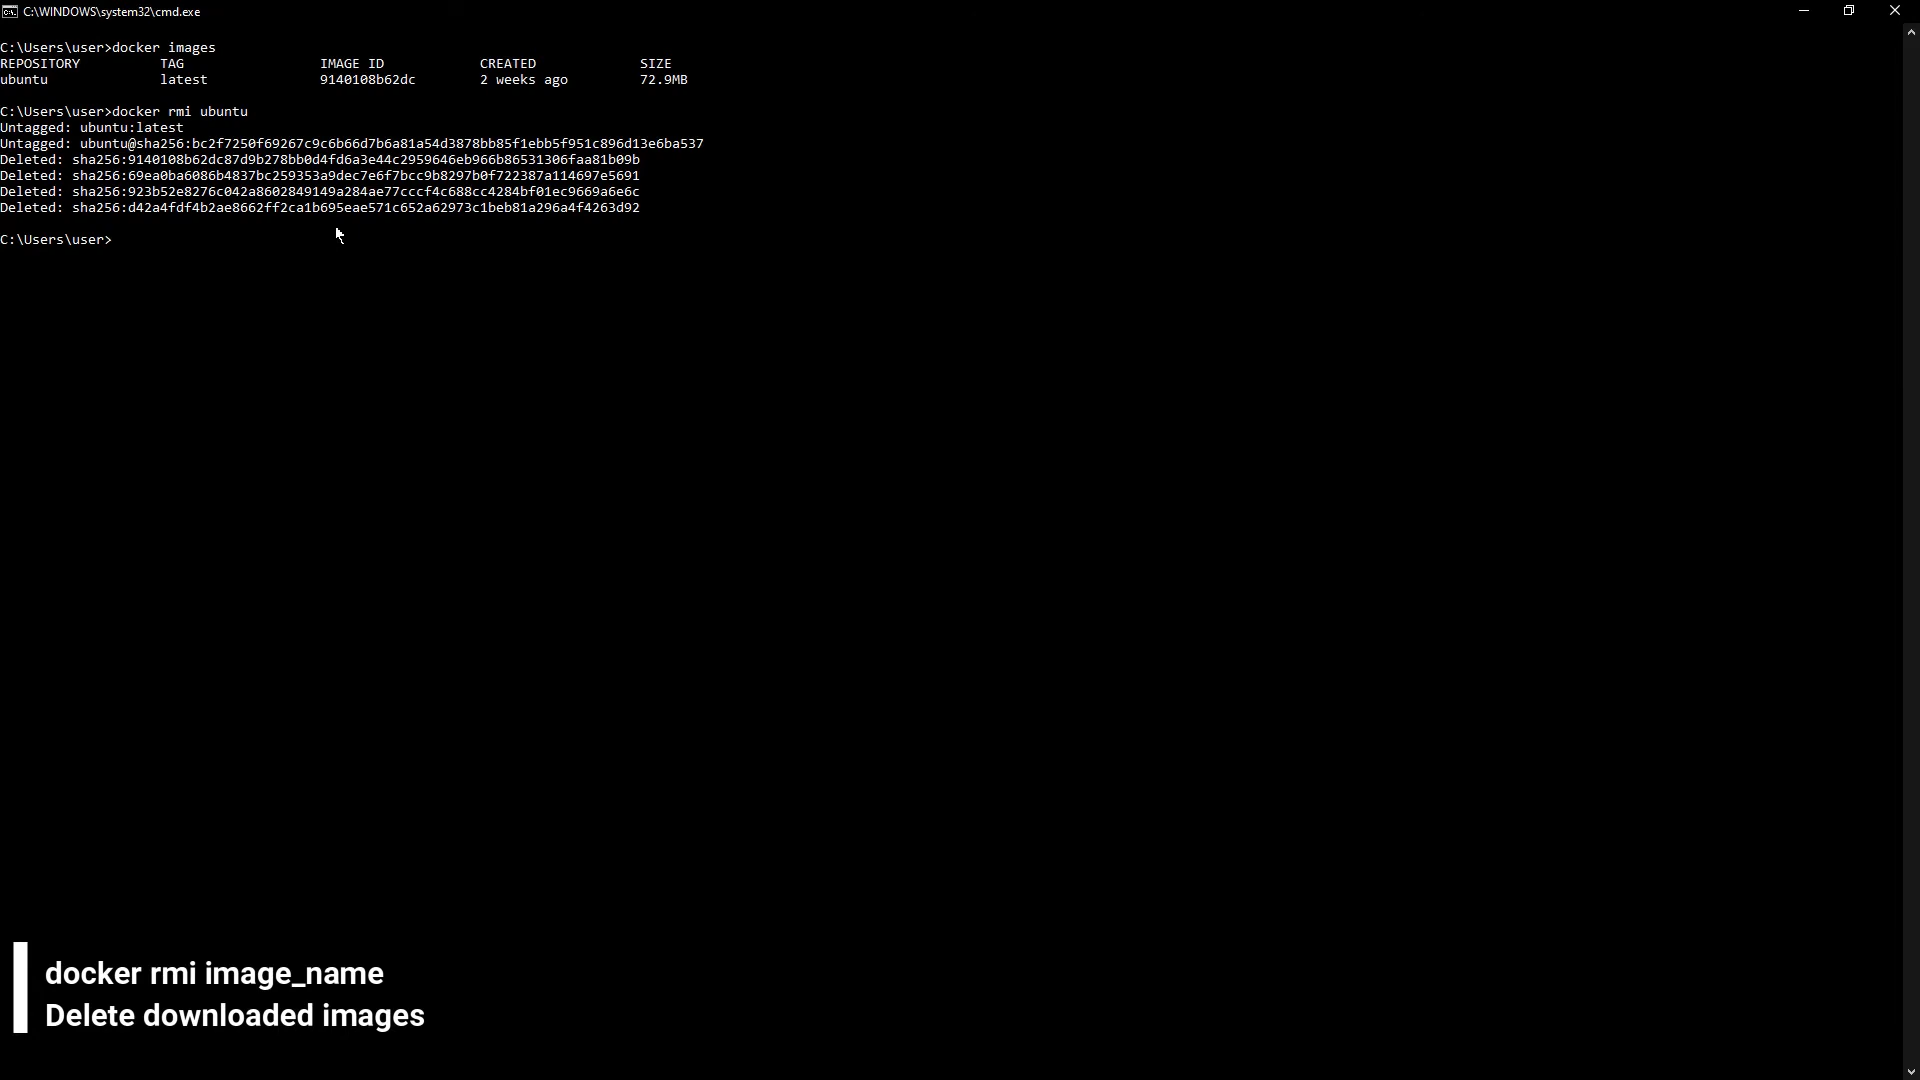 C:\WINDOWS\system32\cmd.exe
C:\Users\user>docker images
REPOSITORY TAG IMAGE ID CREATED SIZE
ubuntu latest 9140108b62dc 2 weeks ago 72.9MB
C:\Users\user>docker rmi ubuntu
Untagged: ubuntu:latest
Untagged: ubuntu@sha256:bc2f7250f69267c9c6b66d7b6a81a54d3878bb85f1ebb5f951c896d13e6ba537
Deleted: sha256:9140108b62dc87d9b278bb0d4fd6a3e44c2959646eb966b86531306faa81b09b
Deleted: sha256:69ea0ba6086b4837bc259353a9dec7e6f7bcc9b8297b0f722387a114697e5691
Deleted: sha256:923b52e8276c042a8602849149a284ae77cccf4c688cc4284bf01ec9669a6e6c
Deleted: sha256:d42a4fdf4b2ae8662ff2ca1b695eae571c652a62973c1beb81a296a4f4263d92
C:\Users\user>
docker rmi image_name
Delete downloaded images